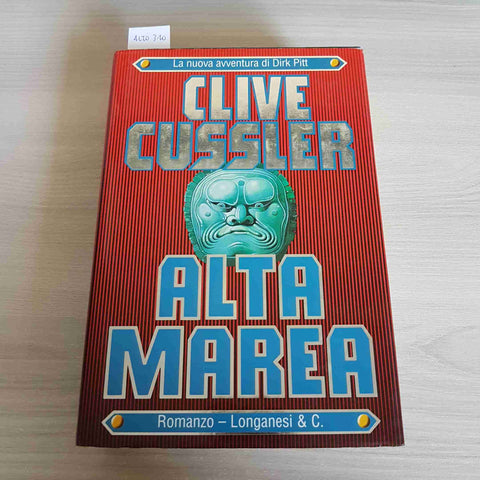 La nuova avventura di Dirk Pitt
CLIVE
CUSSLER
ALTA
MAREA
Romanzo – Longanesi & C.